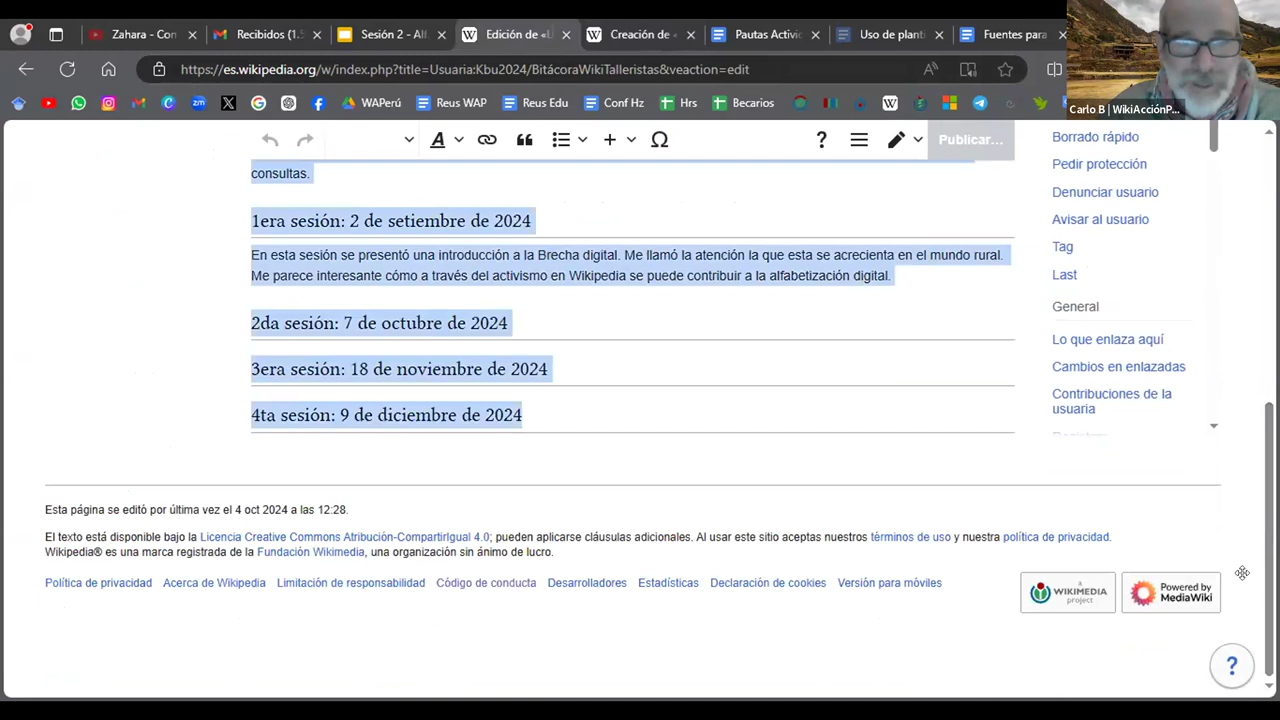 Zahara - Con
Recibidos (1.5
Sesión 2 - Alf
Edición de «U
Creación de «
Pautas Activid
Uso de planti
Fuentes para
https://es.wikipedia.org/w/index.php?title=Usuaria:Kbu2024/BitácoraWikiTalleristas&veaction=edit
WAPerú
Reus WAP
Reus Edu
Conf Hz
Hrs
Becarios
Carlo B | WikiAcciónP...
Publicar...
consultas.
1era sesión: 2 de setiembre de 2024
En esta sesión se presentó una introducción a la Brecha digital. Me llamó la atención la que esta se acrecienta en el mundo rural.
Me parece interesante cómo a través del activismo en Wikipedia se puede contribuir a la alfabetización digital.
2da sesión: 7 de octubre de 2024
3era sesión: 18 de noviembre de 2024
4ta sesión: 9 de diciembre de 2024
Borrado rápido
Pedir protección
Denunciar usuario
Avisar al usuario
Tag
Last
General
Lo que enlaza aquí
Cambios en enlazadas
Contribuciones de la
usuaria
Esta página se editó por última vez el 4 oct 2024 a las 12:28.
El texto está disponible bajo la Licencia Creative Commons Atribución-CompartirIgual 4.0; pueden aplicarse cláusulas adicionales. Al usar este sitio aceptas nuestros términos de uso y nuestra política de privacidad.
Wikipedia® es una marca registrada de la Fundación Wikimedia, una organización sin ánimo de lucro.
Política de privacidad Acerca de Wikipedia Limitación de responsabilidad Código de conducta Desarrolladores Estadísticas Declaración de cookies Versión para móviles
A
WIKIMEDIA
project
Powered by
MediaWiki